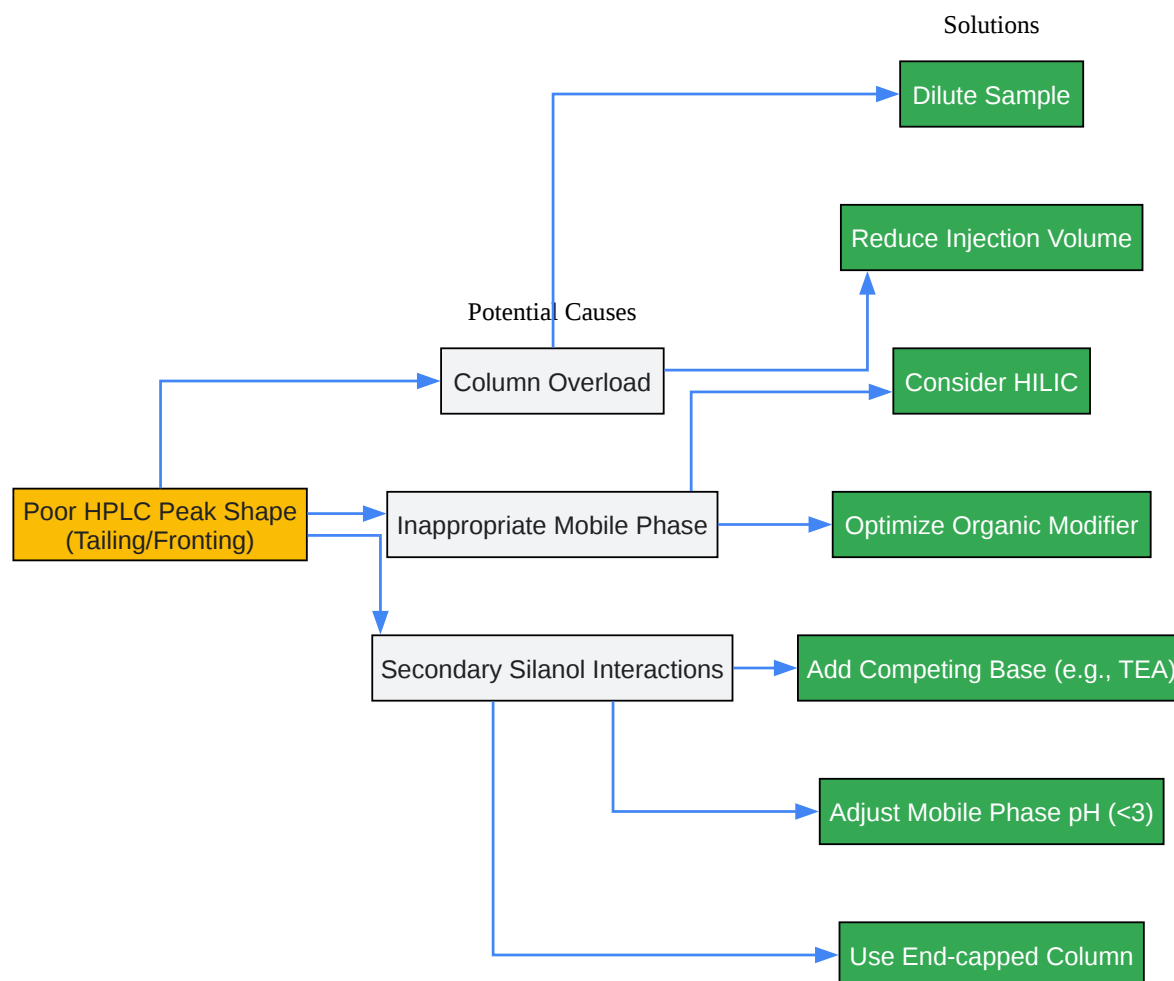 Solutions
Dilute Sample
Reduce Injection Volume
Potential Causes
Column Overload
Consider HILIC
Poor HPLC Peak Shape
(Tailing/Fronting)
Inappropriate Mobile Phase
Optimize Organic Modifier
Secondary Silanol Interactions
Add Competing Base (e.g., TEA)
Adjust Mobile Phase pH (<3)
Use End-capped Column